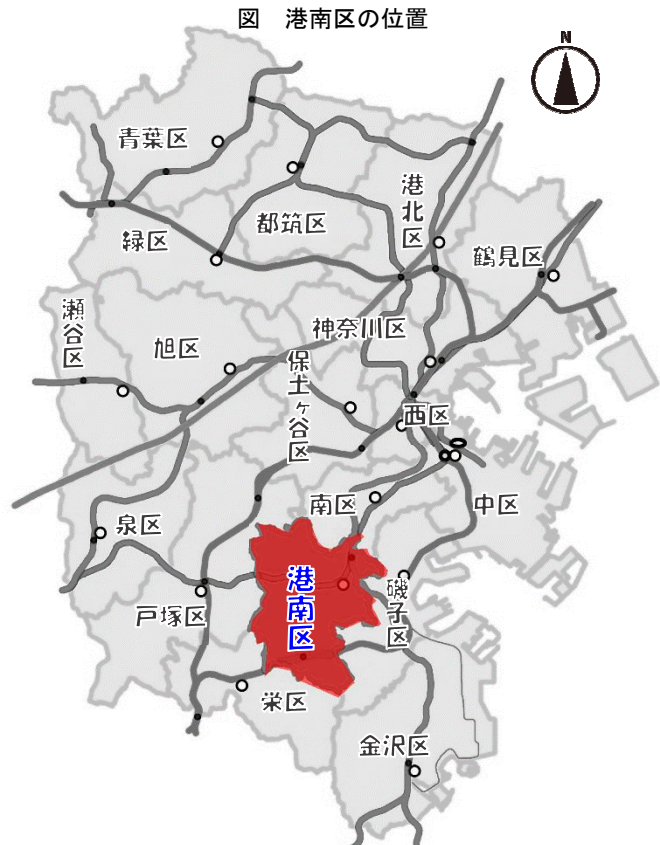 図 港南区の位置
N
青葉区
港北区
都筑区
緑区
鶴見区
瀬谷区
神奈川区
旭区
保土ヶ谷区
西区
南区
中区
泉区
港南区
磯子区
戸塚区
栄区
金沢区